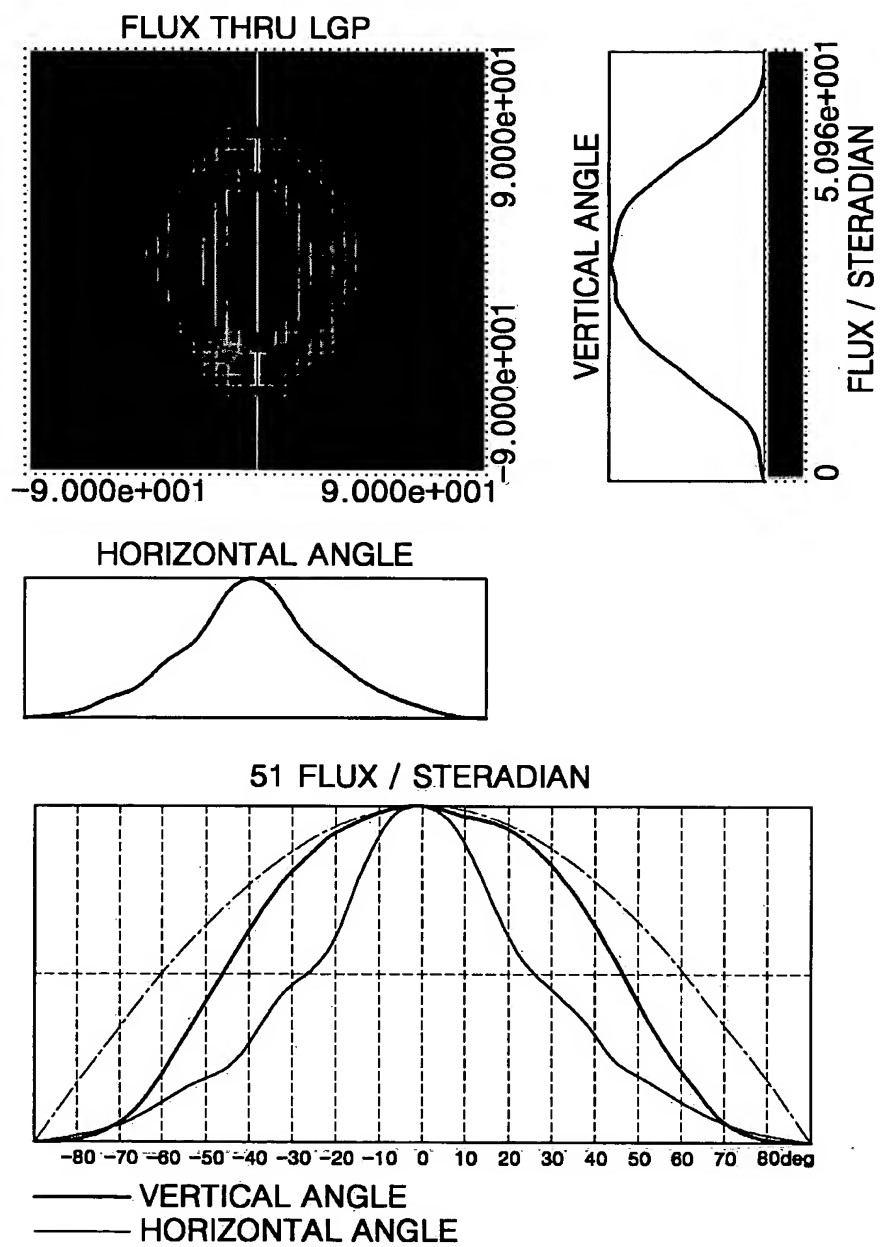 FLUX THRU LGP
9.000e+001
-9.000e+001
-9.000e+001 9.000e+001
VERTICAL ANGLE
5.096e+001
0
FLUX / STERADIAN
HORIZONTAL ANGLE
51 FLUX / STERADIAN
-80 -70 -60 -50 -40 -30 -20 -10 0 10 20 30 40 50 60 70 80deg
VERTICAL ANGLE
HORIZONTAL ANGLE